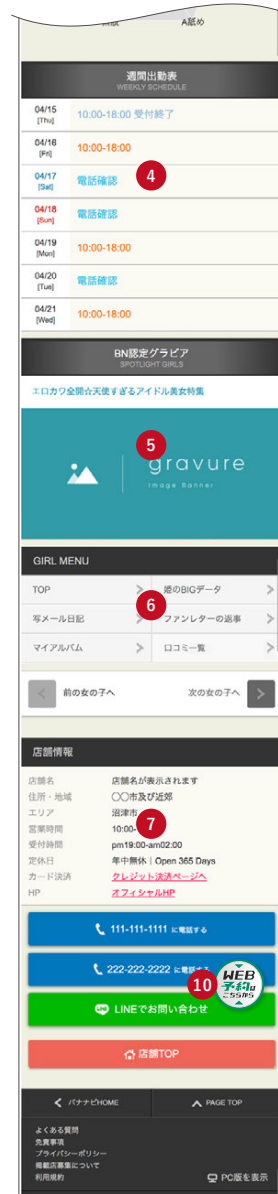 A舐め
週間出勤表
WEEKLY SCHEDULE
04/15
[Thu]
10:00-18:00 受付終了
04/16
[Fri]
10:00-18:00
04/17
[Sat]
電話確認
4
04/18
[Sun]
電話確認
04/19
[Mon]
10:00-18:00
04/20
[Tue]
電話確認
04/21
[Wed]
10:00-18:00
BN認定グラビア
SPOTLIGHT GIRLS
エロカワ全開☆天使すぎるアイドル美女特集
5
gravure
Image Banner
GIRL MENU
TOP
姫のBIGデータ
6
写メール日記
ファンレターの返事
マイアルバム
口コミ一覧
前の女の子へ
次の女の子へ
店舗情報
店舗名 店舗名が表示されます
住所・地域 〇〇市及び近郊
エリア 沼津市
営業時間 10:00-
7
受付時間 pm19:00-am02:00
定休日 年中無休 | Open 365 Days
カード決済 クレジット決済ページへ
HP オフィシャルHP
111-111-1111 に電話する
222-222-2222 に電話する
10
WEB
予約は
こちらから
LINEでお問い合わせ
店舗TOP
バナナビHOME
PAGE TOP
よくある質問
免責事項
プライバシーポリシー
掲載店募集について
利用規約
PC版を表示